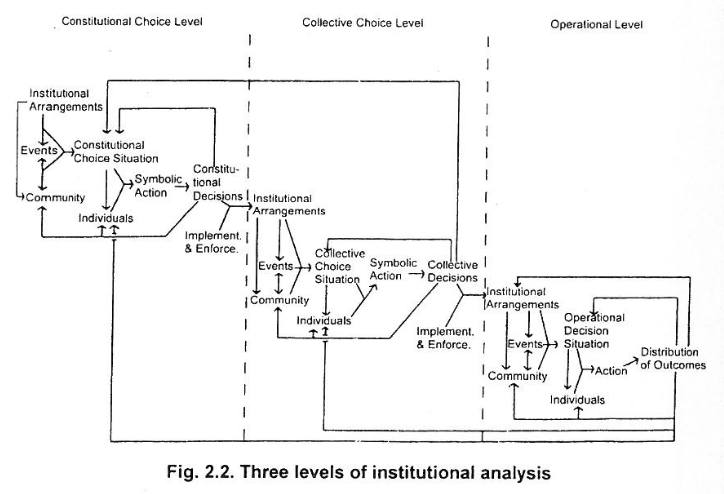 Constitutional Choice Level
Collective Choice Level
Operational Level
Institutional
Arrangements
Events
Constitutional
Choice Situation
Community
Symbolic
Action
Individuals
Constitu-
tional
Decisions
Implement.
& Enforce.
Institutional
Arrangements
Events
Collective
Choice
Situation
Community
Symbolic
Action
Individuals
Collective
Decisions
Implement.
& Enforce.
Institutional
Arrangements
Events
Operational
Decision
Situation
Community
Action
Individuals
Distribution
of Outcomes
Fig. 2.2. Three levels of institutional analysis